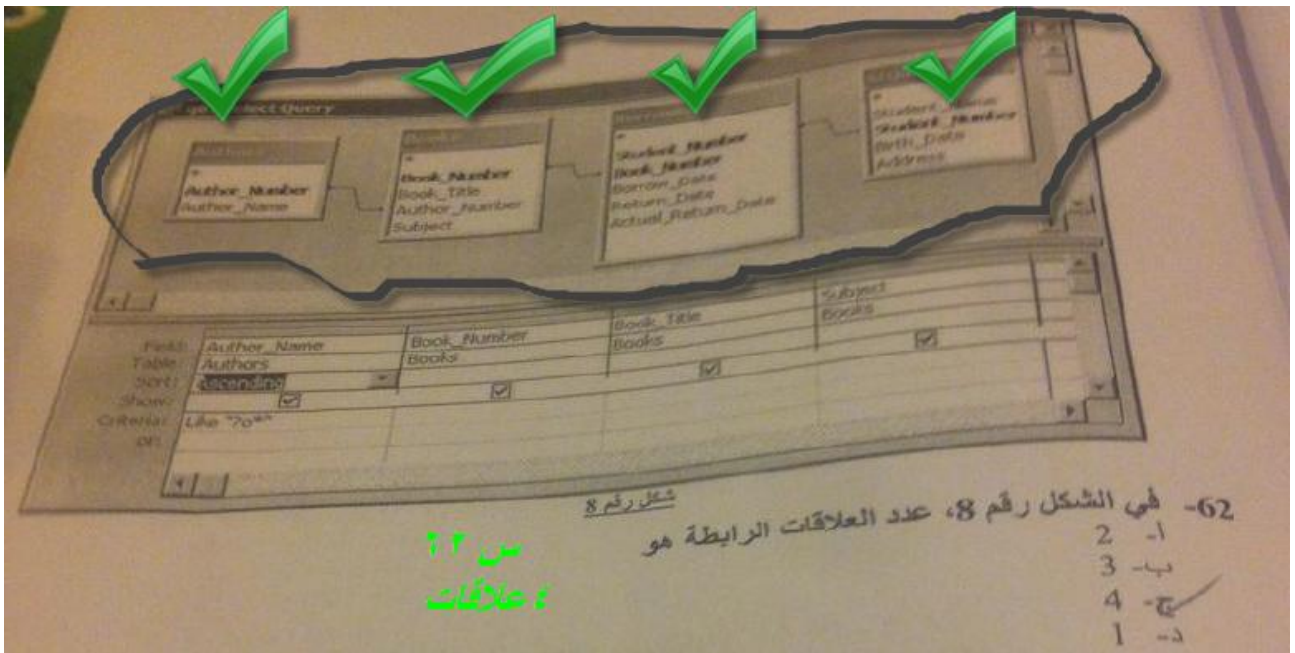 Select Query
*
Author_Number
Author_Name
*
Book_Number
Book_Title
Author_Number
Subject
*
Student_Number
Book_Number
Borrow_Date
Return_Date
Actual_Return_Date
*
Student_Name
Student_Number
Birth_Date
Address
Field: Author_Name Book_Number Book_Title Subject
Table: Authors Books Books Books
Sort: Ascending
Show:
Criteria: Like "?o*"
or:
شكل رقم 8
62- في الشكل رقم 8، عدد العلاقات الرابطة هو
أ- 2
ب- 3
ج- 4
د- 1
س ٦٢
٤ علاقات